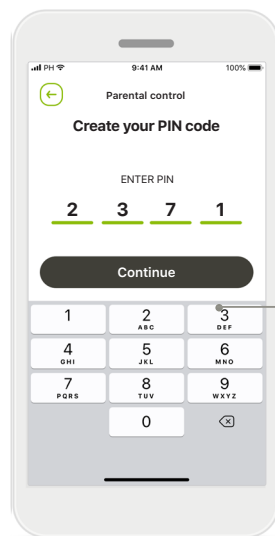 PH 9:41 AM 100%
Parental control
Create your PIN code
ENTER PIN
2 3 7 1
Continue
1 2 3
ABC DEF
4 5 6
GHI JKL MNO
7 8 9
PQRS TUV WXYZ
0